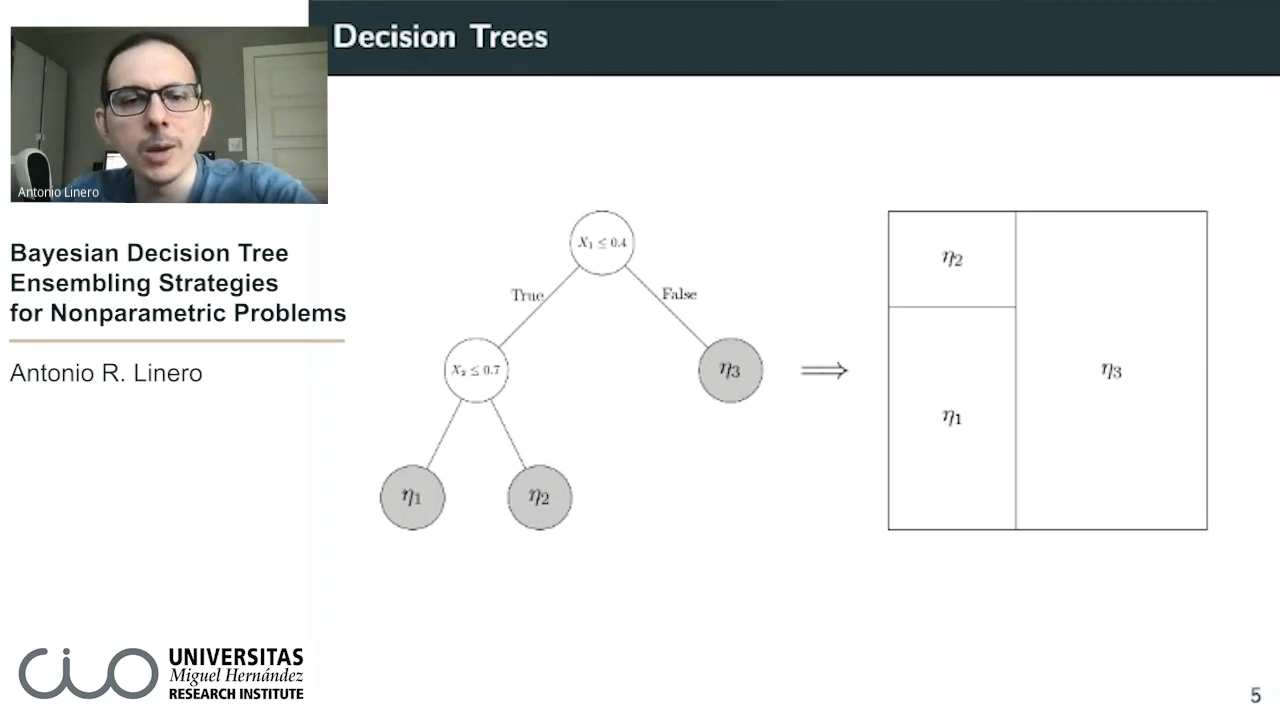 Decision Trees
Antonio Linero
Bayesian Decision Tree
Ensembling Strategies
for Nonparametric Problems
Antonio R. Linero
X₁ ≤ 0.4
True
False
X₂ ≤ 0.7
η₃
η₁
η₂
⟹
η₂
η₁
η₃
cio
UNIVERSITAS
Miguel Hernández
RESEARCH INSTITUTE
5